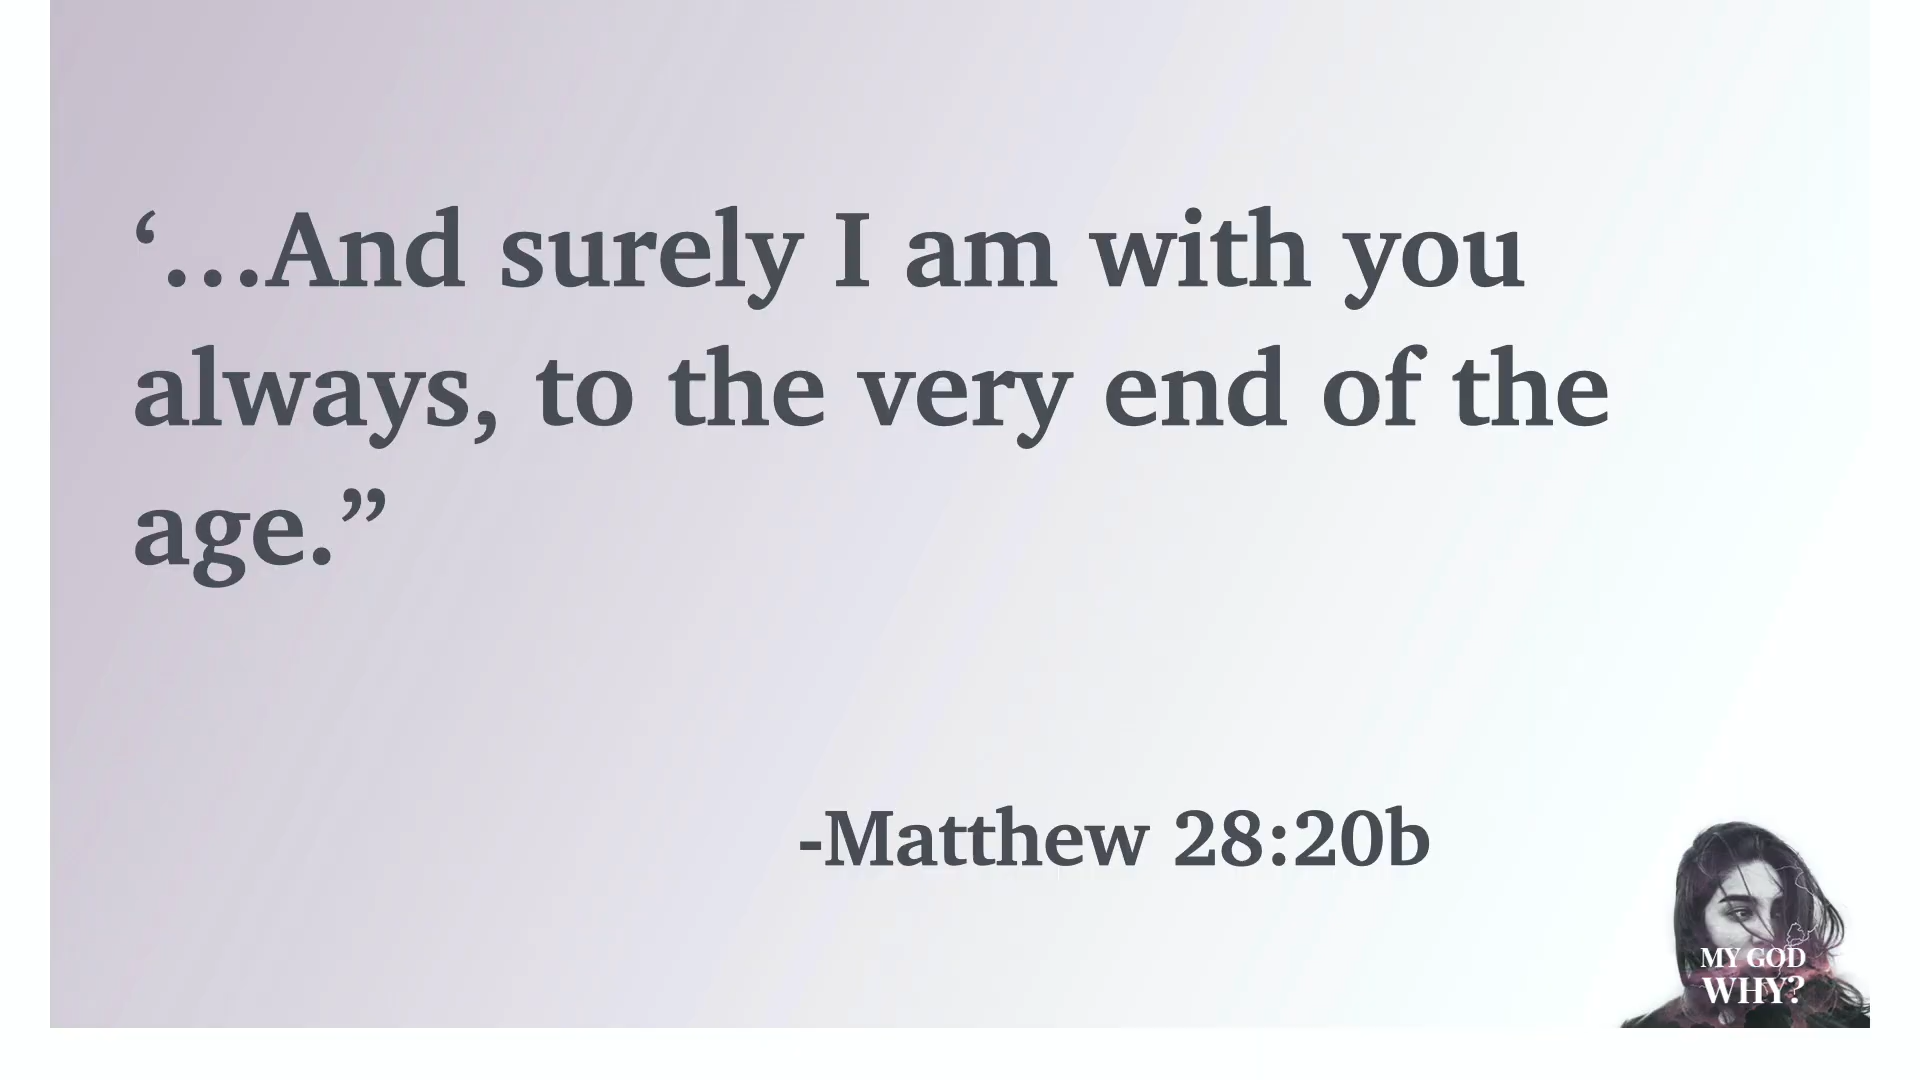 ‘…And surely I am with you
always, to the very end of the
age.”
-Matthew 28:20b
MY GOD
WHY?